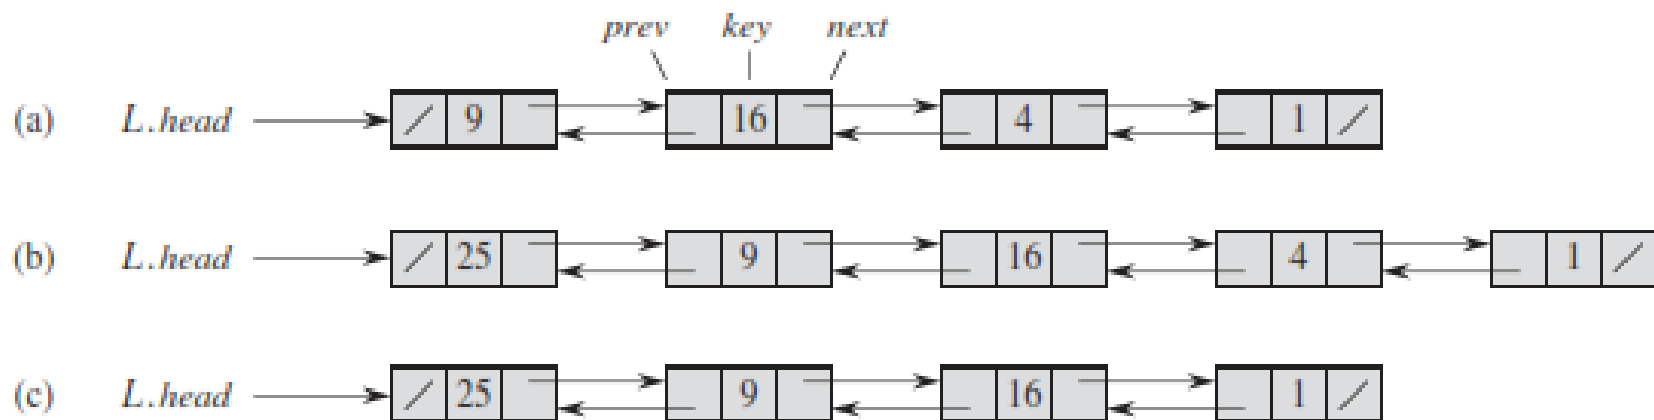 prev key next
(a) L.head / 9 16 4 1 /
(b) L.head / 25 9 16 4 1 /
(c) L.head / 25 9 16 1 /